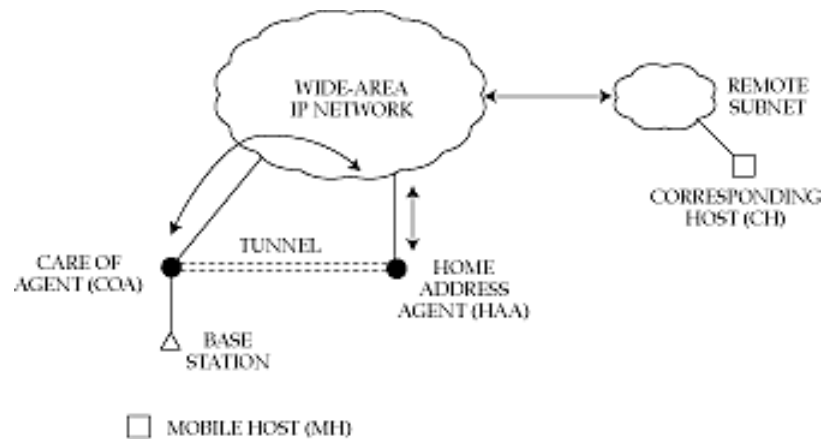 WIDE-AREA
IP NETWORK
REMOTE
SUBNET
CORRESPONDING
HOST (CH)
TUNNEL
CARE OF
AGENT (COA)
HOME
ADDRESS
AGENT (HAA)
BASE
STATION
MOBILE HOST (MH)